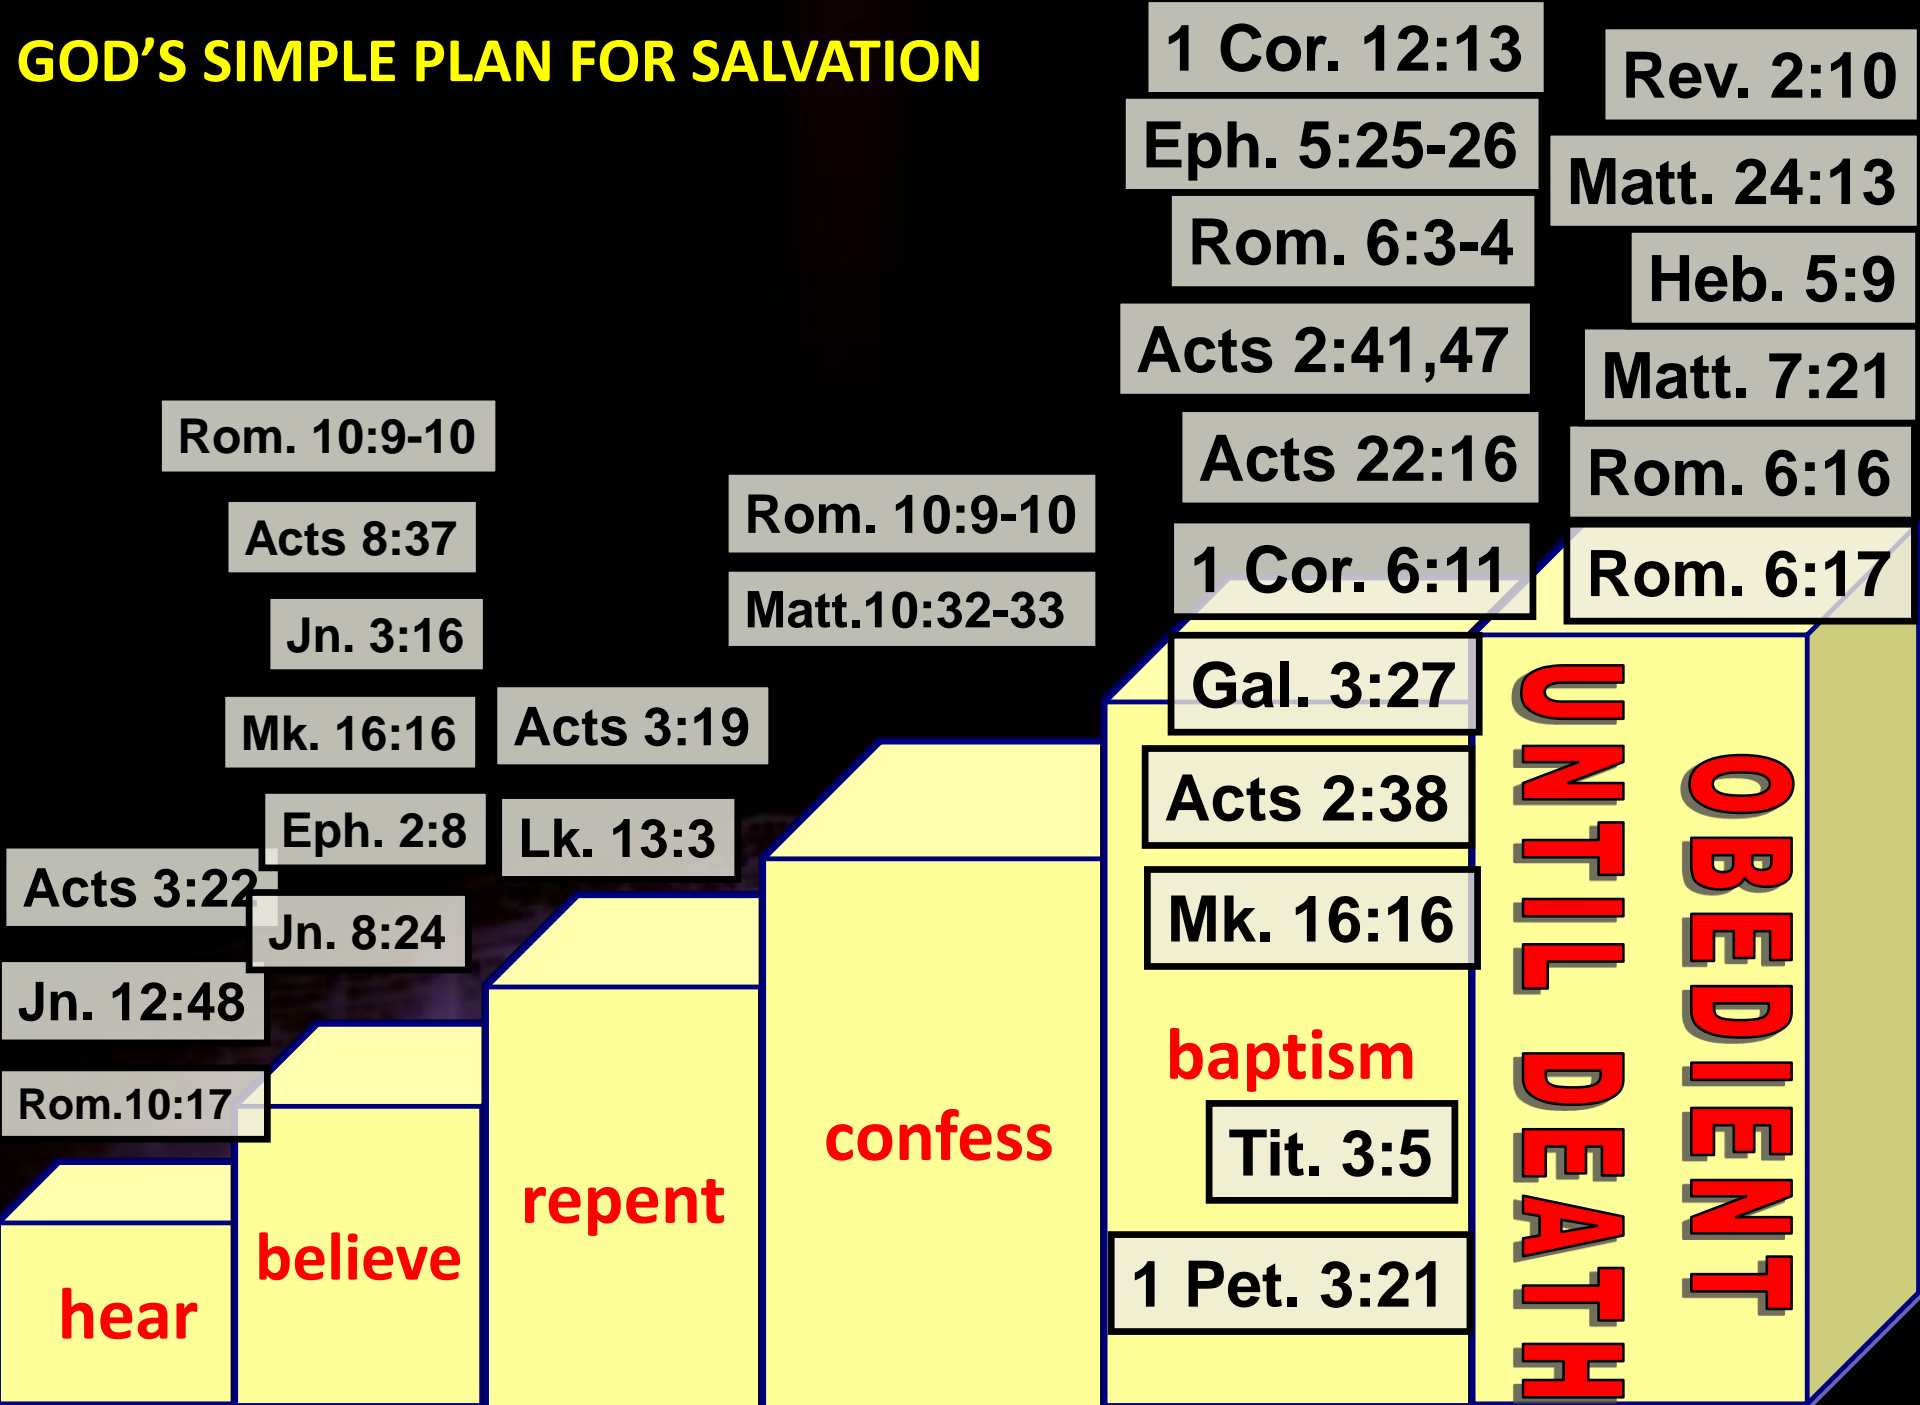 GOD’S SIMPLE PLAN FOR SALVATION
Acts 3:22
Jn. 12:48
Rom.10:17
hear
Rom. 10:9-10
Acts 8:37
Jn. 3:16
Mk. 16:16
Eph. 2:8
Jn. 8:24
believe
Acts 3:19
Lk. 13:3
repent
Rom. 10:9-10
Matt.10:32-33
confess
1 Cor. 12:13
Eph. 5:25-26
Rom. 6:3-4
Acts 2:41,47
Acts 22:16
1 Cor. 6:11
Gal. 3:27
Acts 2:38
Mk. 16:16
baptism
Tit. 3:5
1 Pet. 3:21
Rev. 2:10
Matt. 24:13
Heb. 5:9
Matt. 7:21
Rom. 6:16
Rom. 6:17
OBEDIENT
UNTIL DEATH